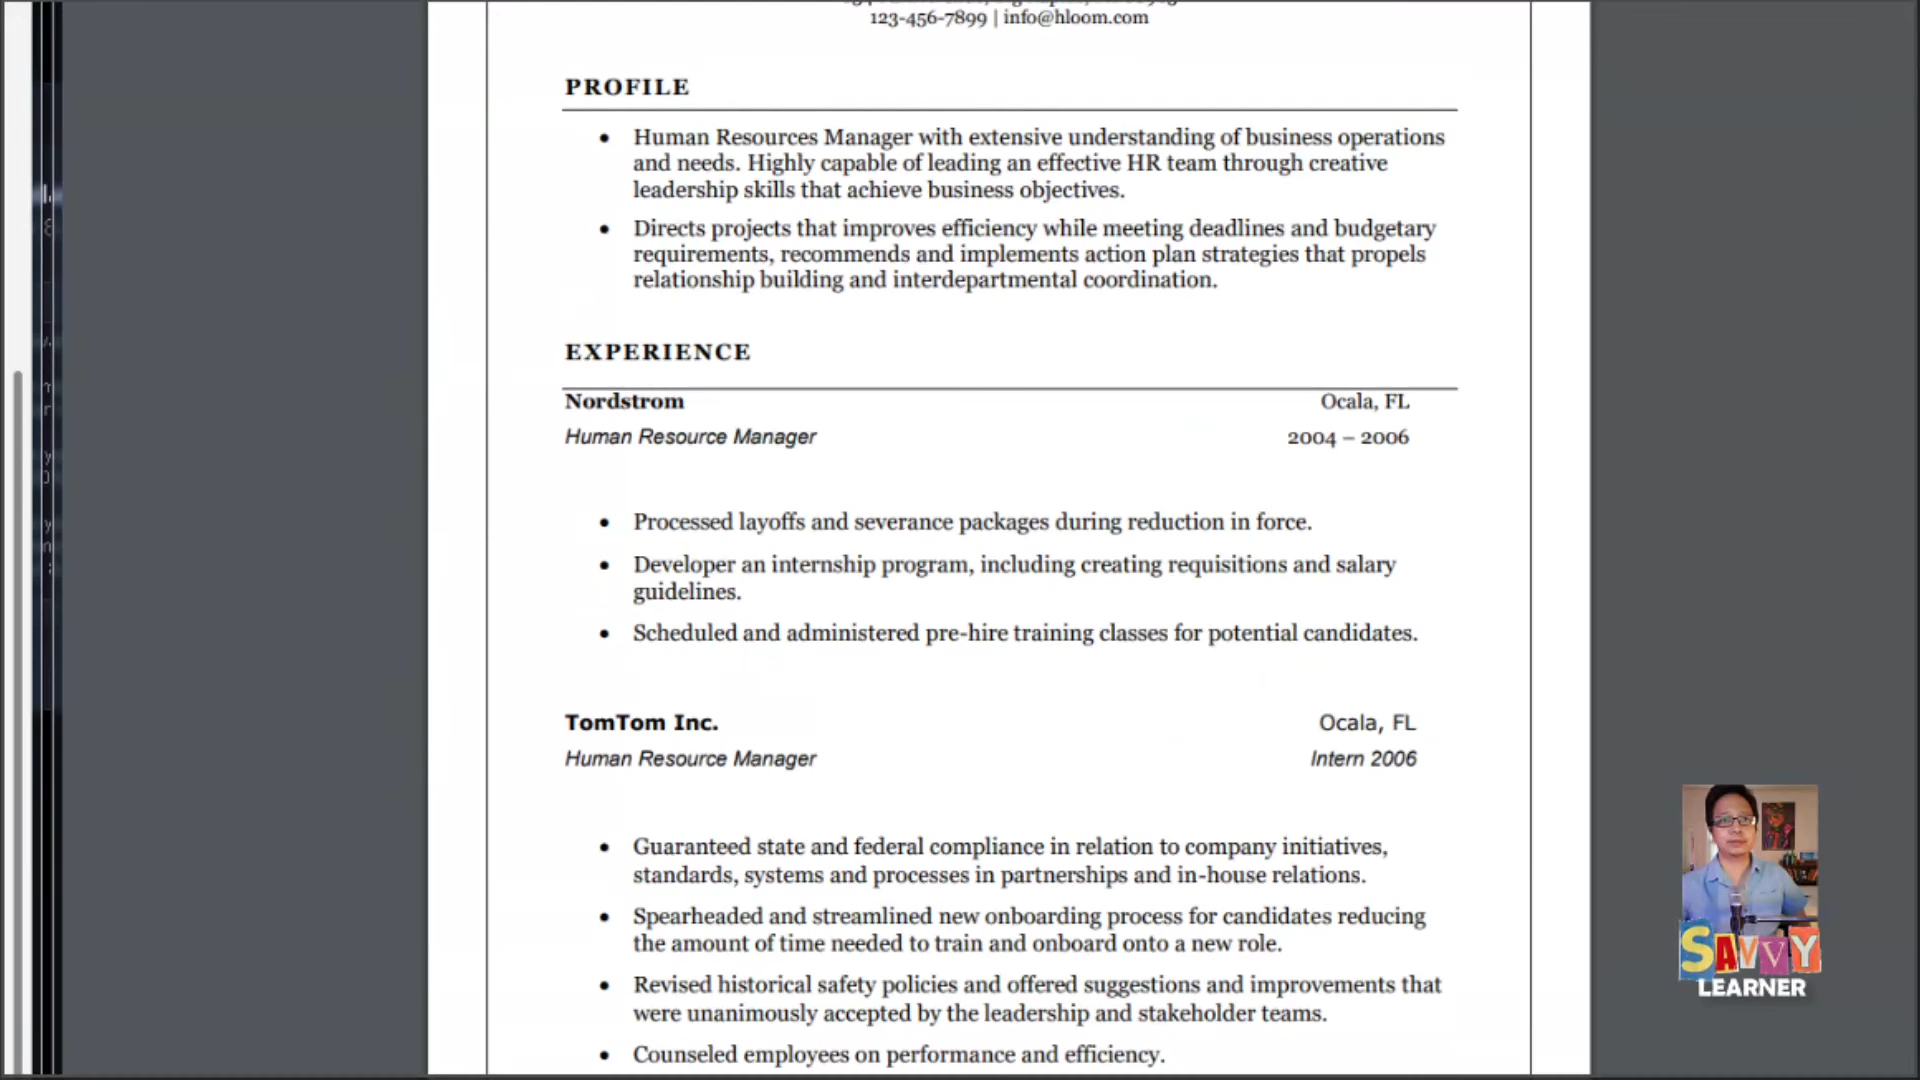 123-456-7899 | info@hloom.com
PROFILE
• Human Resources Manager with extensive understanding of business operations
and needs. Highly capable of leading an effective HR team through creative
leadership skills that achieve business objectives.
• Directs projects that improves efficiency while meeting deadlines and budgetary
requirements, recommends and implements action plan strategies that propels
relationship building and interdepartmental coordination.
EXPERIENCE
Nordstrom Ocala, FL
Human Resource Manager 2004 – 2006
• Processed layoffs and severance packages during reduction in force.
• Developer an internship program, including creating requisitions and salary
guidelines.
• Scheduled and administered pre-hire training classes for potential candidates.
TomTom Inc. Ocala, FL
Human Resource Manager Intern 2006
• Guaranteed state and federal compliance in relation to company initiatives,
standards, systems and processes in partnerships and in-house relations.
• Spearheaded and streamlined new onboarding process for candidates reducing
the amount of time needed to train and onboard onto a new role.
• Revised historical safety policies and offered suggestions and improvements that
were unanimously accepted by the leadership and stakeholder teams.
• Counseled employees on performance and efficiency.
SAVVY
LEARNER